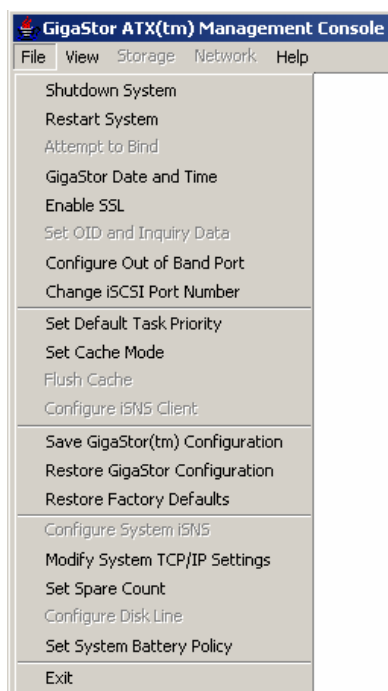 GigaStor ATX(tm) Management Console
File View Storage Network Help
Shutdown System
Restart System
Attempt to Bind
GigaStor Date and Time
Enable SSL
Set OID and Inquiry Data
Configure Out of Band Port
Change iSCSI Port Number
Set Default Task Priority
Set Cache Mode
Flush Cache
Configure iSNS Client
Save GigaStor(tm) Configuration
Restore GigaStor Configuration
Restore Factory Defaults
Configure System iSNS
Modify System TCP/IP Settings
Set Spare Count
Configure Disk Line
Set System Battery Policy
Exit